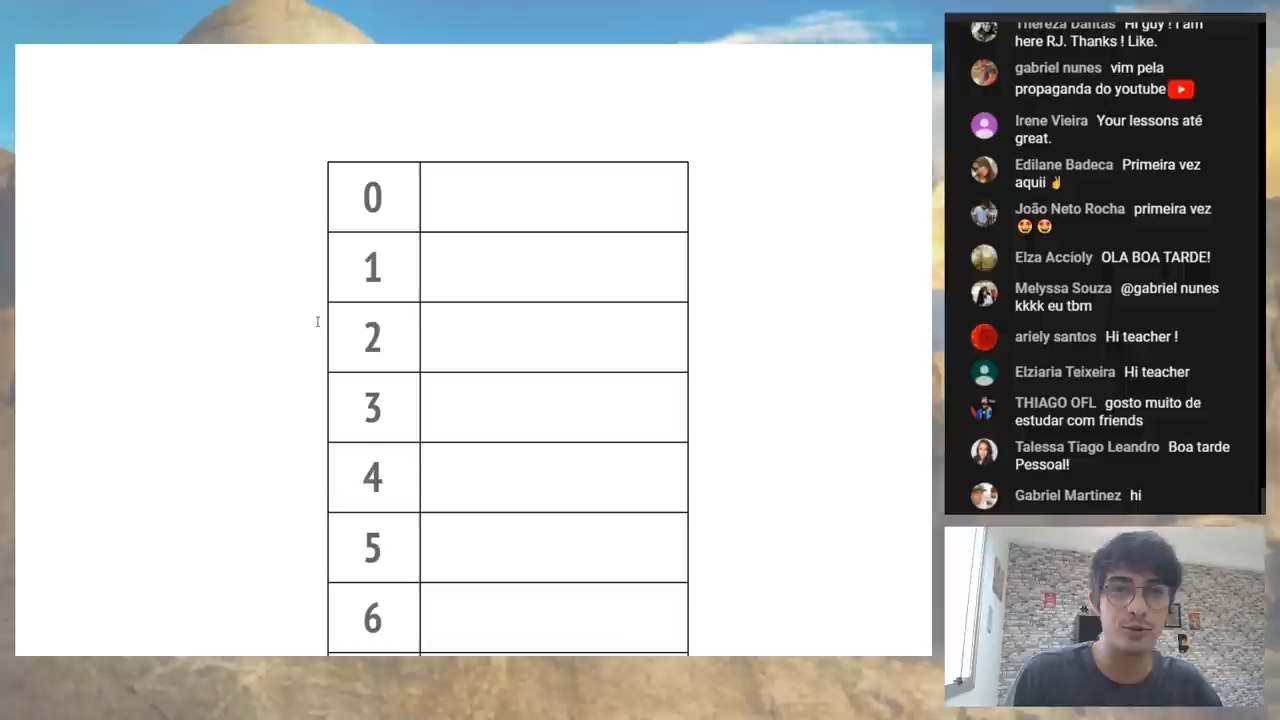 0
1
2
3
4
5
6
Thereza Dantas Hi guy ! I am
here RJ. Thanks ! Like.
gabriel nunes vim pela
propaganda do youtube
Irene Vieira Your lessons até
great.
Edilane Badeca Primeira vez
aquii ✌
João Neto Rocha primeira vez
🤩 🤩
Elza Accioly OLA BOA TARDE!
Melyssa Souza @gabriel nunes
kkkk eu tbm
ariely santos Hi teacher !
Elziaria Teixeira Hi teacher
THIAGO OFL gosto muito de
estudar com friends
Talessa Tiago Leandro Boa tarde
Pessoal!
Gabriel Martinez hi